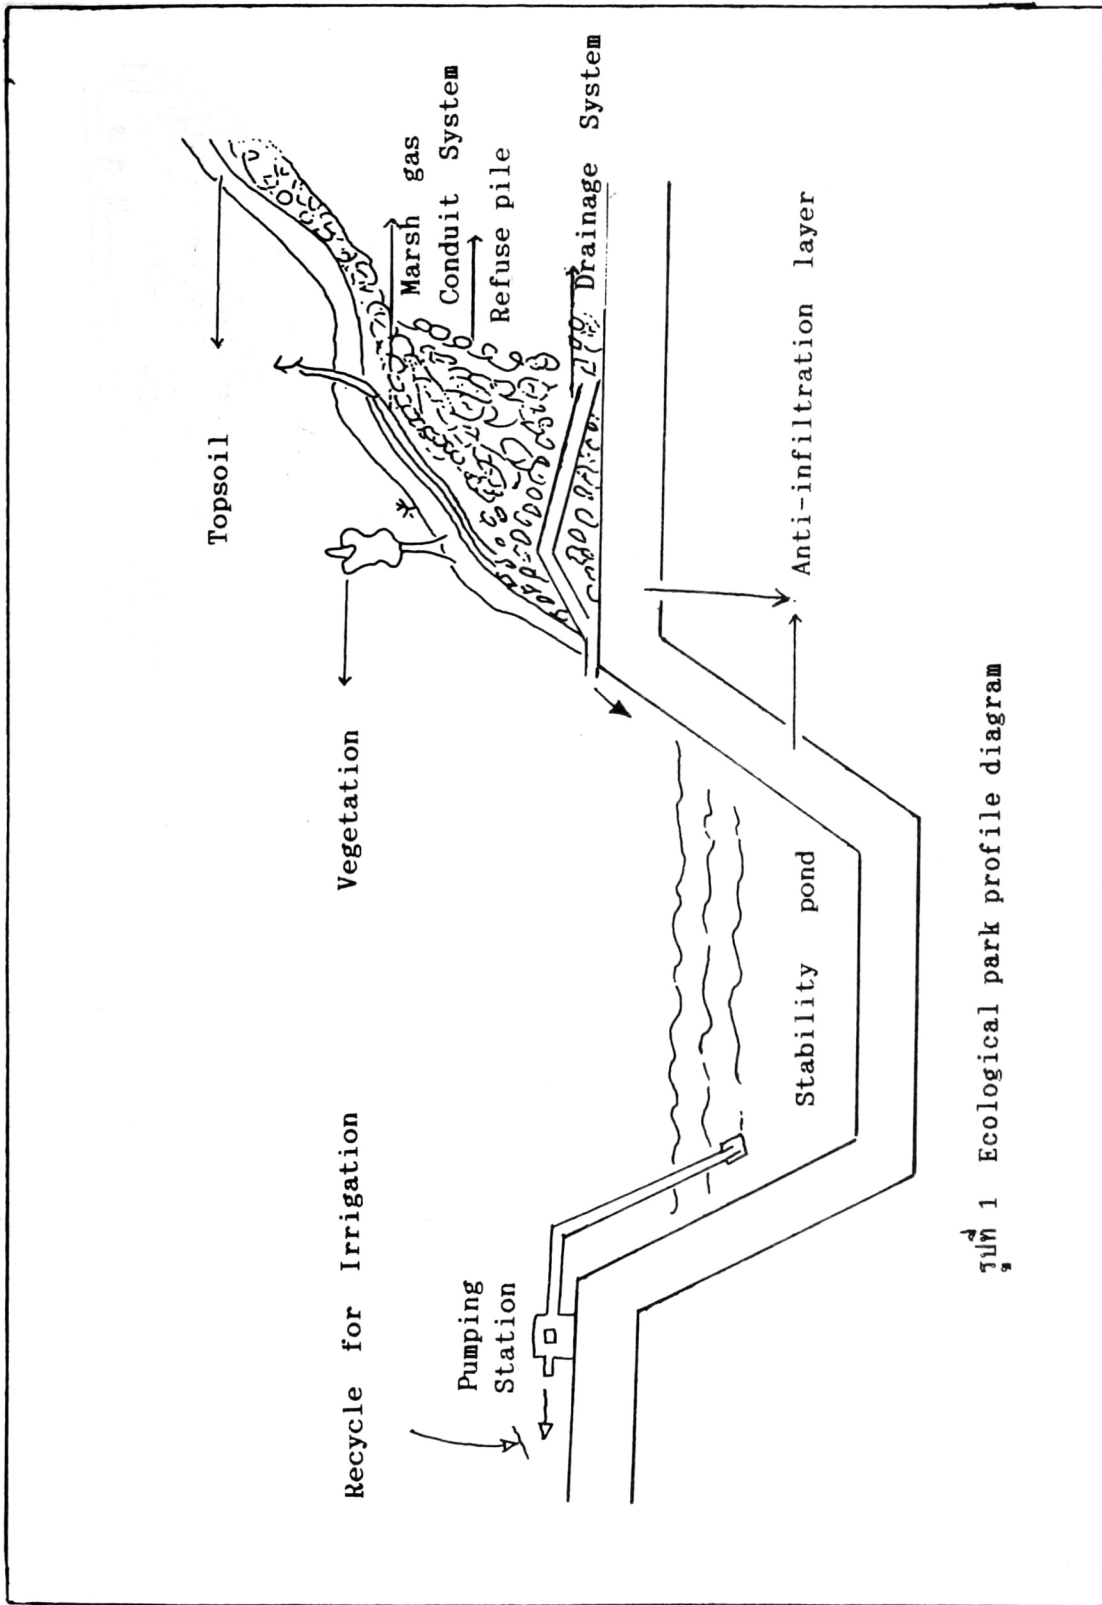 Topsoil
Marsh gas
Conduit System
Refuse pile
Drainage System
Vegetation
Recycle for Irrigation
Pumping
Station
Stability pond
Anti-infiltration layer
รูปที่ 1 Ecological park profile diagram